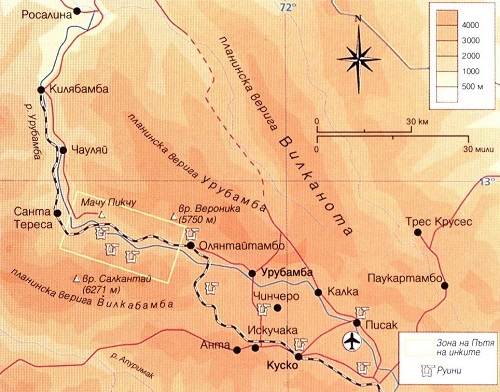 Росалина
72°
4000
3000
2000
1000
500 м
Килябамба
р. Урубамба
планинска верига Вилканота
30 км
30 мили
Чауляй
планинска верига Урубамба
13°
Мачу Пикчу
вр. Вероника
(5750 м)
Санта
Тереса
Трес Крусес
Олянтайтамбо
вр. Салкантай
(6271 м)
Урубамба
планинска верига Вилкабамба
Чинчеро
Калка
Паукартамбо
Искучака
Писак
Анта
р. Апуримак
Куско
Зона на Пътя
на инките
Руини
0
0